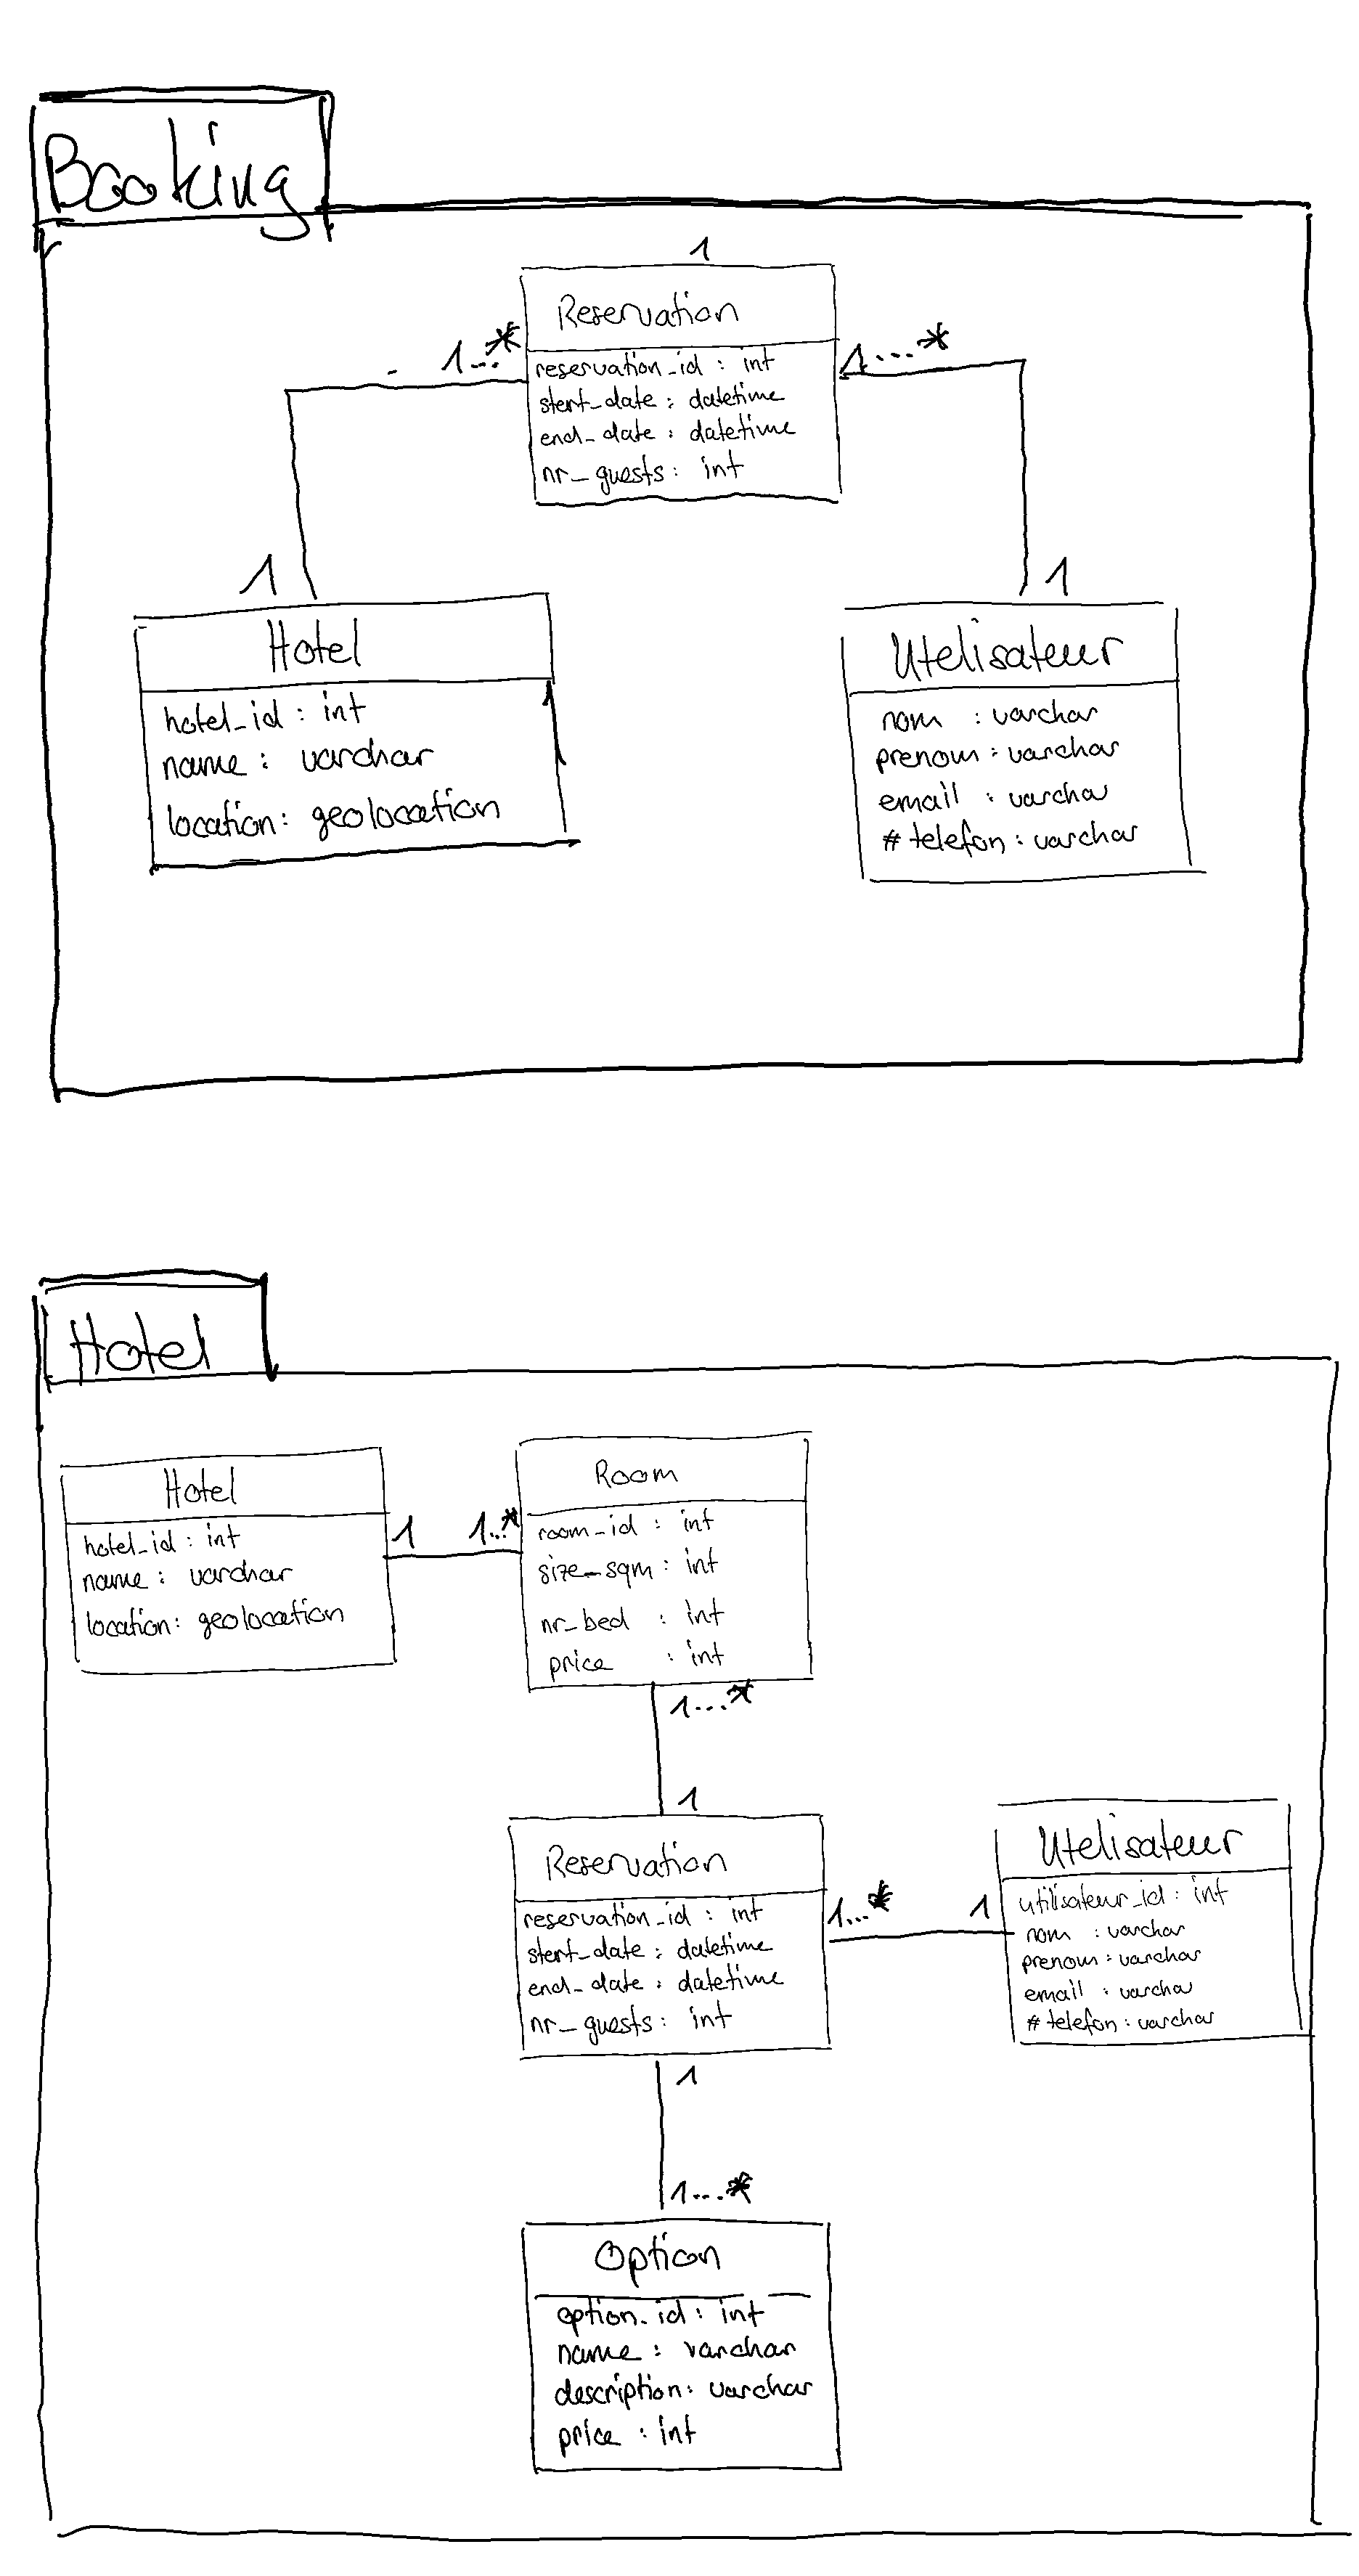 Booking
1
Reservation
1...*
1....*
reservation_id : int
stert_date : datetime
end_date : datetime
nr_guests : int
1
1
Hotel
hotel_id : int
name : varchar
location : geolocation
Utelisateur
nom : varchar
prenom : varchar
email : varchar
# telefon : varchar
Hotel
Hotel
hotel_id : int
name : varchar
location : geolocation
1
1...*
Room
room_id : int
size_sqm : int
nr_bed : int
price : int
1....*
1
Reservation
reservation_id : int
stert_date : datetime
end_date : datetime
nr_guests : int
1...*
1
Utelisateur
utilisateur_id : int
nom : varchar
prenom : varchar
email : varchar
# telefon : varchar
1
1....*
Option
option_id : int
name : varchar
description : varchar
price : int